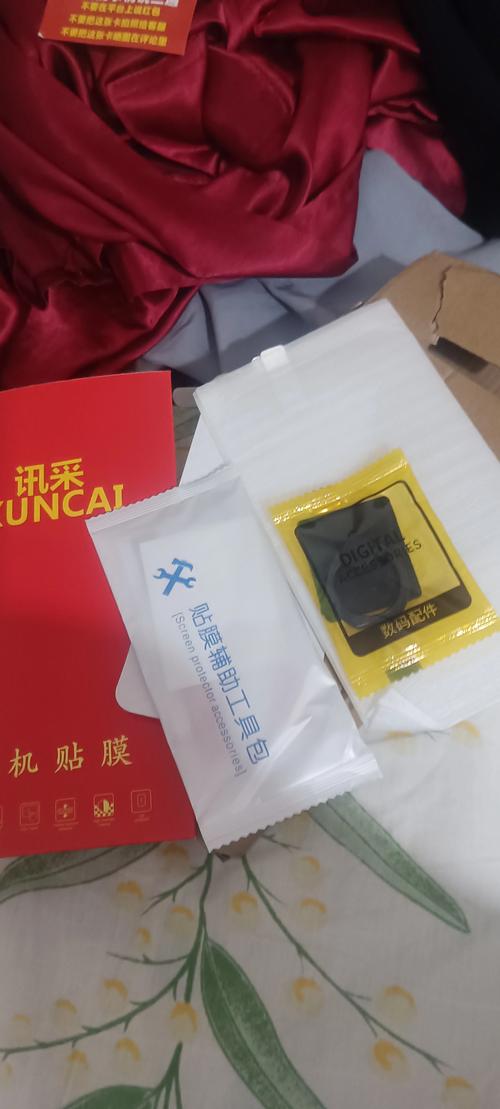 不要在平台上说红包
不要把这张卡拍照给客服
不要把这张卡晒图在评论里
讯采
XUNCAI
机贴膜
贴膜辅助工具包
[Screen protector accessories]
DIGITAL
ACCESSORIES
数码配件